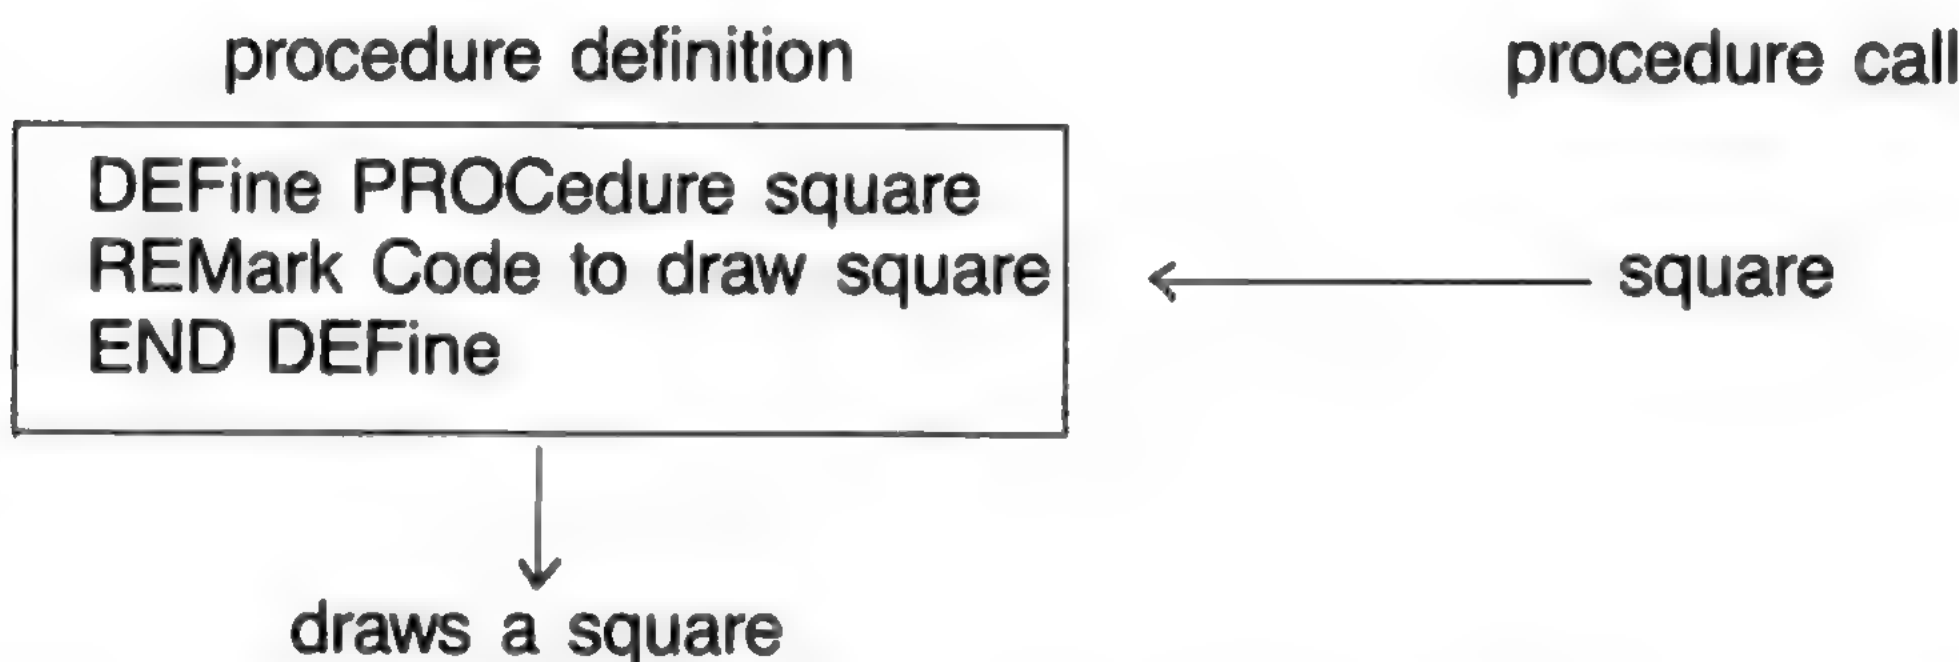 procedure definition
procedure call
DEFine PROCedure square
REMark Code to draw square
END DEFine
square
draws a square